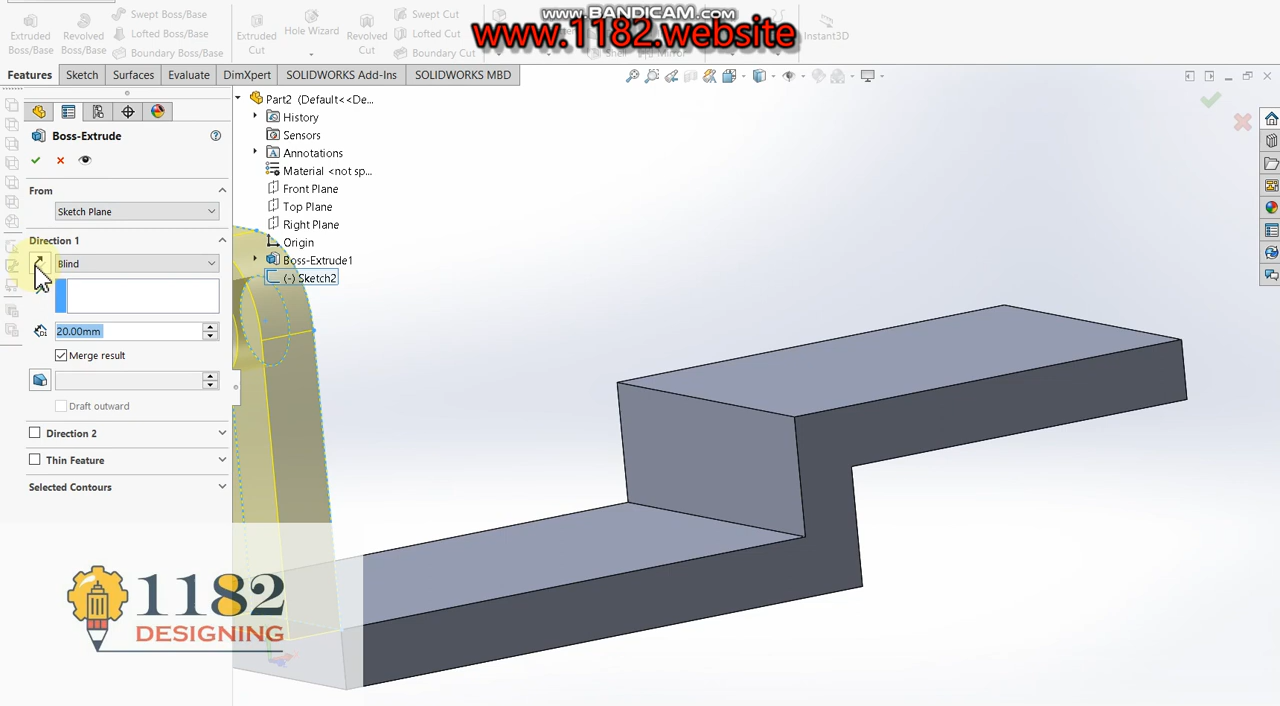 www.BANDICAM.com
www.1182.website
Extruded Boss/Base
Revolved Boss/Base
Swept Boss/Base
Lofted Boss/Base
Boundary Boss/Base
Extruded Cut
Hole Wizard
Revolved Cut
Swept Cut
Lofted Cut
Boundary Cut
Shell
Mirror
Instant3D
Features
Sketch
Surfaces
Evaluate
DimXpert
SOLIDWORKS Add-Ins
SOLIDWORKS MBD
Boss-Extrude
From
Sketch Plane
Direction 1
Blind
20.00mm
Merge result
Draft outward
Direction 2
Thin Feature
Selected Contours
Part2 (Default<<De...
History
Sensors
Annotations
Material <not sp...
Front Plane
Top Plane
Right Plane
Origin
Boss-Extrude1
(-) Sketch2
1182
DESIGNING